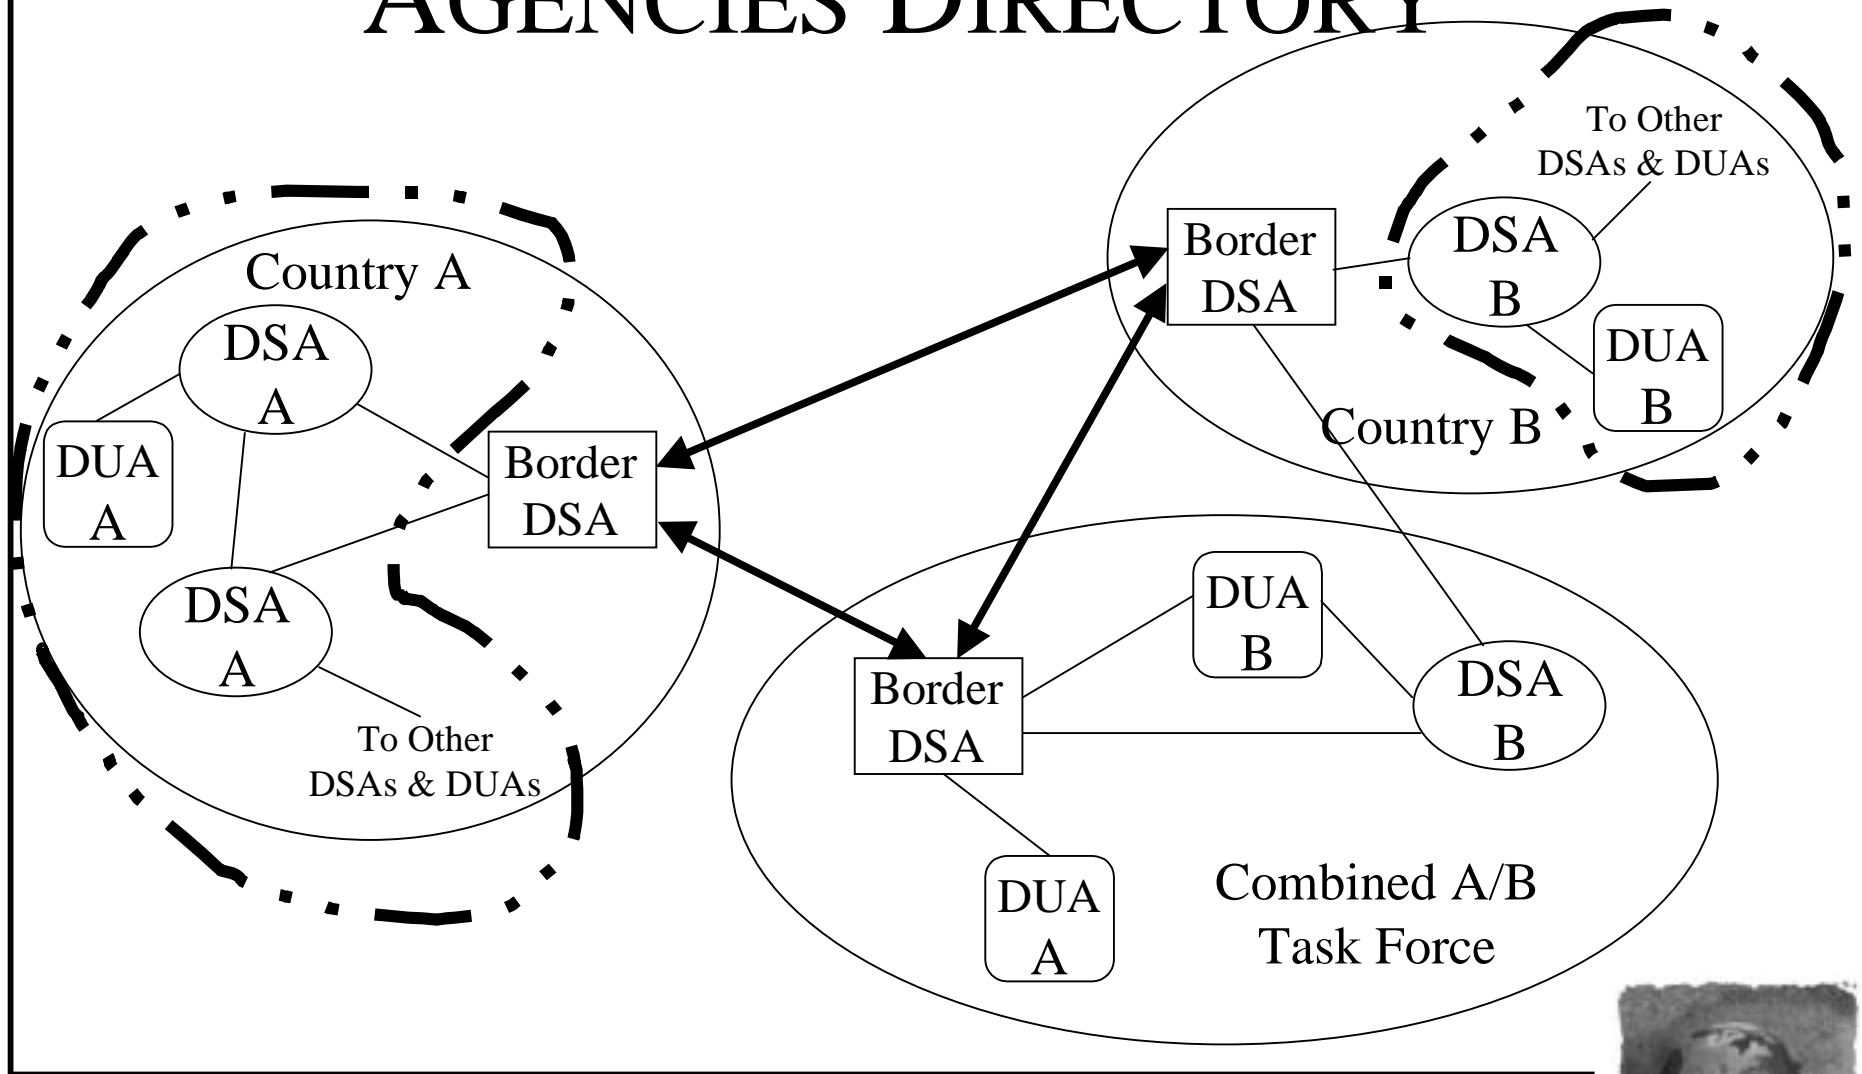 AGENCIES DIRECTORY
To Other
DSAs & DUAs
Border
DSA
DSA
B
DUA
B
Country B
Country A
DSA
A
DUA
A
Border
DSA
DSA
A
To Other
DSAs & DUAs
DUA
B
Border
DSA
DSA
B
DUA
A
Combined A/B
Task Force